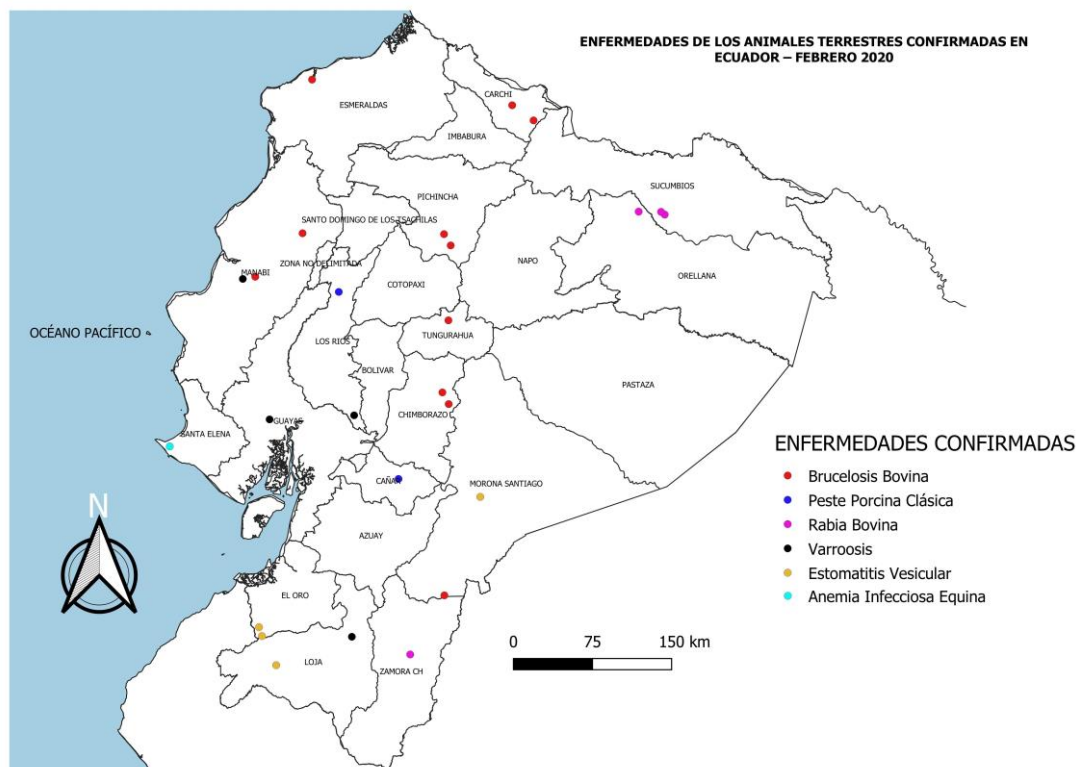 ENFERMEDADES DE LOS ANIMALES TERRESTRES CONFIRMADAS EN
ECUADOR – FEBRERO 2020
CARCHI
ESMERALDAS
IMBABURA
SUCUMBIOS
PICHINCHA
SANTO DOMINGO DE LOS TSACHILAS
NAPO
ZONA NO DELIMITADA
MANABI
ORELLANA
COTOPAXI
OCÉANO PACÍFICO
TUNGURAHUA
LOS RIOS
BOLIVAR
PASTAZA
CHIMBORAZO
GUAYAS
SANTA ELENA
ENFERMEDADES CONFIRMADAS
Brucelosis Bovina
Peste Porcina Clásica
Rabia Bovina
Varroosis
Estomatitis Vesicular
Anemia Infecciosa Equina
CAÑAR
MORONA SANTIAGO
N
AZUAY
EL ORO
0 75 150 km
LOJA
ZAMORA CH